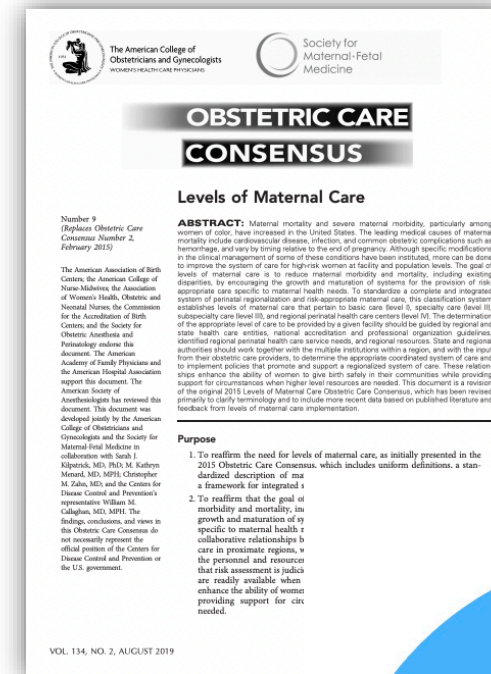 The American College of
Obstetricians and Gynecologists
WOMEN'S HEALTH CARE PHYSICIANS
Society for
Maternal-Fetal
Medicine
OBSTETRIC CARE
CONSENSUS
Levels of Maternal Care
Number 9
(Replaces Obstetric Care
Consensus Number 2,
February 2015)
The American Association of Birth
Centers; the American College of
Nurse-Midwives; the Association
of Women's Health, Obstetric and
Neonatal Nurses; the Commission
for the Accreditation of Birth
Centers; and the Society for
Obstetric Anesthesia and
Perinatology endorse this
document. The American
Academy of Family Physicians and
the American Hospital Association
support this document. The
American Society of
Anesthesiologists has reviewed this
document. This document was
developed jointly by the American
College of Obstetricians and
Gynecologists and the Society for
Maternal-Fetal Medicine in
collaboration with Sarah J.
Kilpatrick, MD, PhD; M. Kathryn
Menard, MD, MPH; Christopher
M. Zahn, MD; and the Centers for
Disease Control and Prevention's
representative William M.
Callaghan, MD, MPH. The
findings, conclusions, and views in
this Obstetric Care Consensus do
not necessarily represent the
official position of the Centers for
Disease Control and Prevention or
the U.S. government.
ABSTRACT: Maternal mortality and severe maternal morbidity, particularly among
women of color, have increased in the United States. The leading medical causes of maternal
mortality include cardiovascular disease, infection, and common obstetric complications such as
hemorrhage, and vary by timing relative to the end of pregnancy. Although specific modifications
in the clinical management of some of these conditions have been instituted, more can be done
to improve the system of care for high-risk women at facility and population levels. The goal of
levels of maternal care is to reduce maternal morbidity and mortality, including existing
disparities, by encouraging the growth and maturation of systems for the provision of risk-
appropriate care specific to maternal health needs. To standardize a complete and integrated
system of perinatal regionalization and risk-appropriate maternal care, this classification system
establishes levels of maternal care that pertain to basic care (level I), specialty care (level II),
subspecialty care (level III), and regional perinatal health care centers (level IV). The determination
of the appropriate level of care to be provided by a given facility should be guided by regional and
state health care entities, national accreditation and professional organization guidelines,
identified regional perinatal health care service needs, and regional resources. State and regional
authorities should work together with the multiple institutions within a region, and with the input
from their obstetric care providers, to determine the appropriate coordinated system of care and
to implement policies that promote and support a regionalized system of care. These relation-
ships enhance the ability of women to give birth safely in their communities while providing
support for circumstances when higher level resources are needed. This document is a revision
of the original 2015 Levels of Maternal Care Obstetric Care Consensus, which has been revised
primarily to clarify terminology and to include more recent data based on published literature and
feedback from levels of maternal care implementation.
Purpose
1. To reaffirm the need for levels of maternal care, as initially presented in the
2015 Obstetric Care Consensus, which includes uniform definitions, a stan-
dardized description of ma
a framework for integrated s
2. To reaffirm that the goal of
morbidity and mortality, inc
growth and maturation of sy
specific to maternal health n
collaborative relationships b
care in proximate regions, w
the personnel and resources
that risk assessment is judici
are readily available when
enhance the ability of women
providing support for circ
needed.
VOL. 134, NO. 2, AUGUST 2019